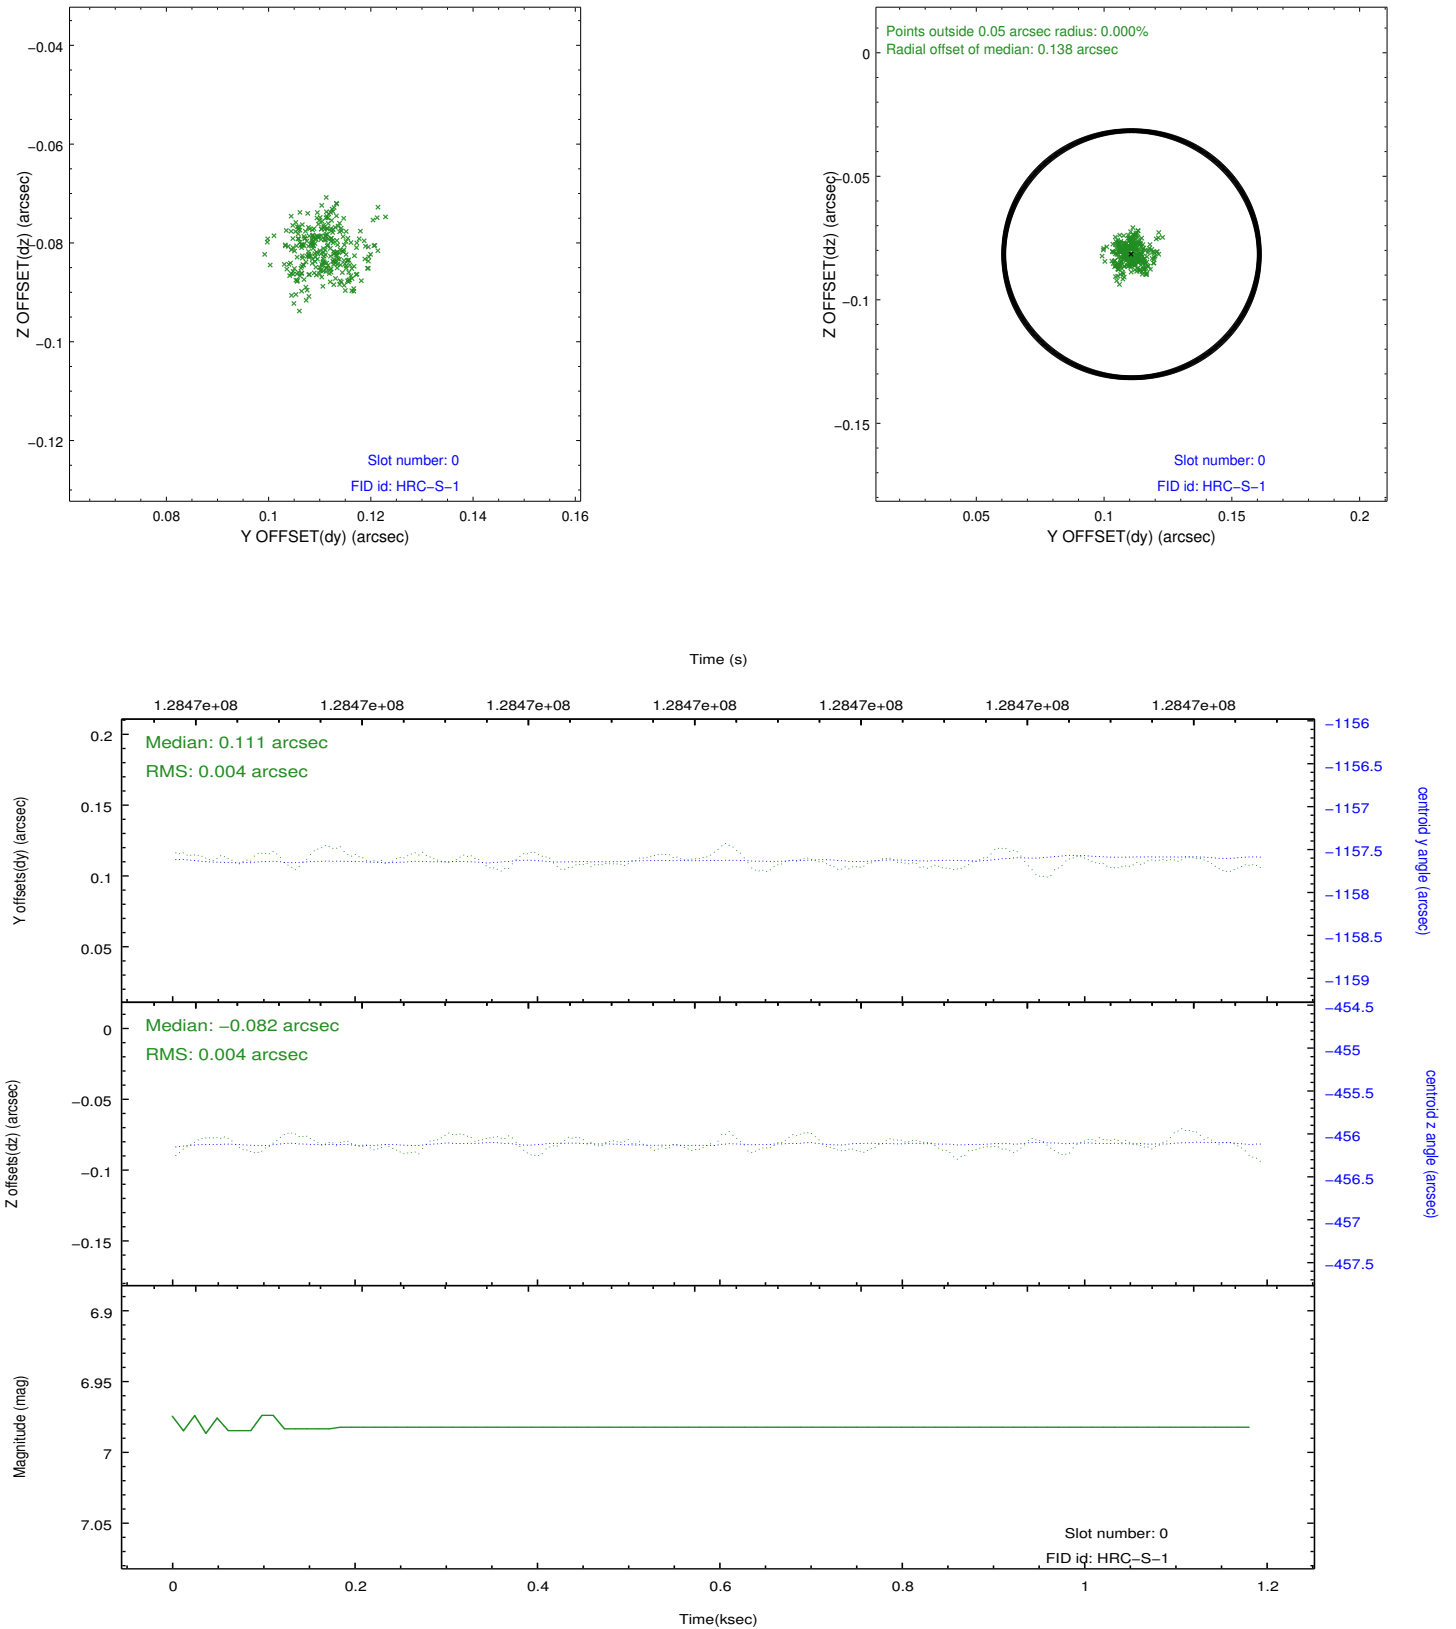 −0.04
−0.06
−0.08
−0.1
−0.12
Z OFFSET(dz) (arcsec)
Slot number: 0
FID id: HRC−S−1
0.08
0.1
0.12
0.14
0.16
Y OFFSET(dy) (arcsec)
Points outside 0.05 arcsec radius: 0.000%
Radial offset of median: 0.138 arcsec
0
−0.05
−0.1
−0.15
Z OFFSET(dz) (arcsec)
Slot number: 0
FID id: HRC−S−1
0.05
0.1
0.15
0.2
Y OFFSET(dy) (arcsec)
Time (s)
1.2847e+08
1.2847e+08
1.2847e+08
1.2847e+08
1.2847e+08
1.2847e+08
1.2847e+08
Median: 0.111 arcsec
RMS: 0.004 arcsec
0.2
0.15
0.1
0.05
Y offsets(dy) (arcsec)
−1156
−1156.5
−1157
−1157.5
−1158
−1158.5
−1159
centroid y angle (arcsec)
Median: −0.082 arcsec
RMS: 0.004 arcsec
0
−0.05
−0.1
−0.15
Z offsets(dz) (arcsec)
−454.5
−455
−455.5
−456
−456.5
−457
−457.5
centroid z angle (arcsec)
6.9
6.95
7
7.05
Magnitude (mag)
Slot number: 0
FID id: HRC−S−1
0
0.2
0.4
0.6
0.8
1
1.2
Time(ksec)